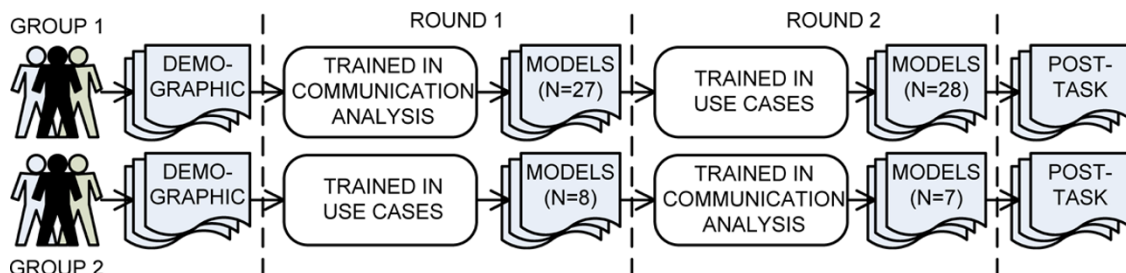 GROUP 1
ROUND 1
ROUND 2
DEMO-
GRAPHIC
TRAINED IN
COMMUNICATION
ANALYSIS
MODELS
(N=27)
TRAINED IN
USE CASES
MODELS
(N=28)
POST-
TASK
DEMO-
GRAPHIC
TRAINED IN
USE CASES
MODELS
(N=8)
TRAINED IN
COMMUNICATION
ANALYSIS
MODELS
(N=7)
POST-
TASK
GROUP 2